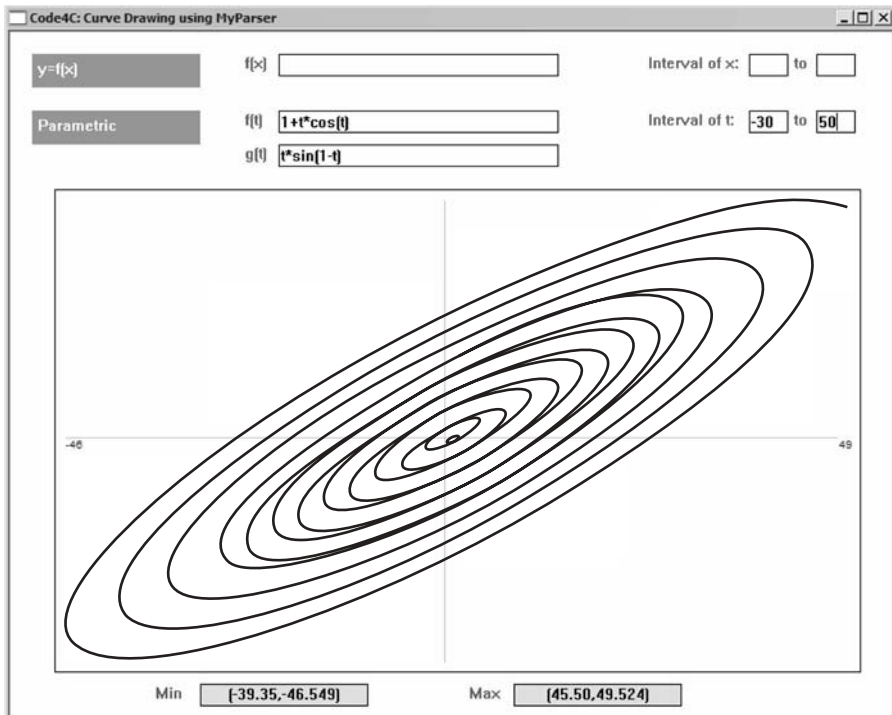 Code4C: Curve Drawing using MyParser
y=f(x)
f(x)
Interval of x: to
Parametric
f(t) 1+t*cos(t)
Interval of t: -30 to 50
g(t) t*sin(1-t)
-46
49
Min (-39.35,-46.549)
Max (45.50,49.524)